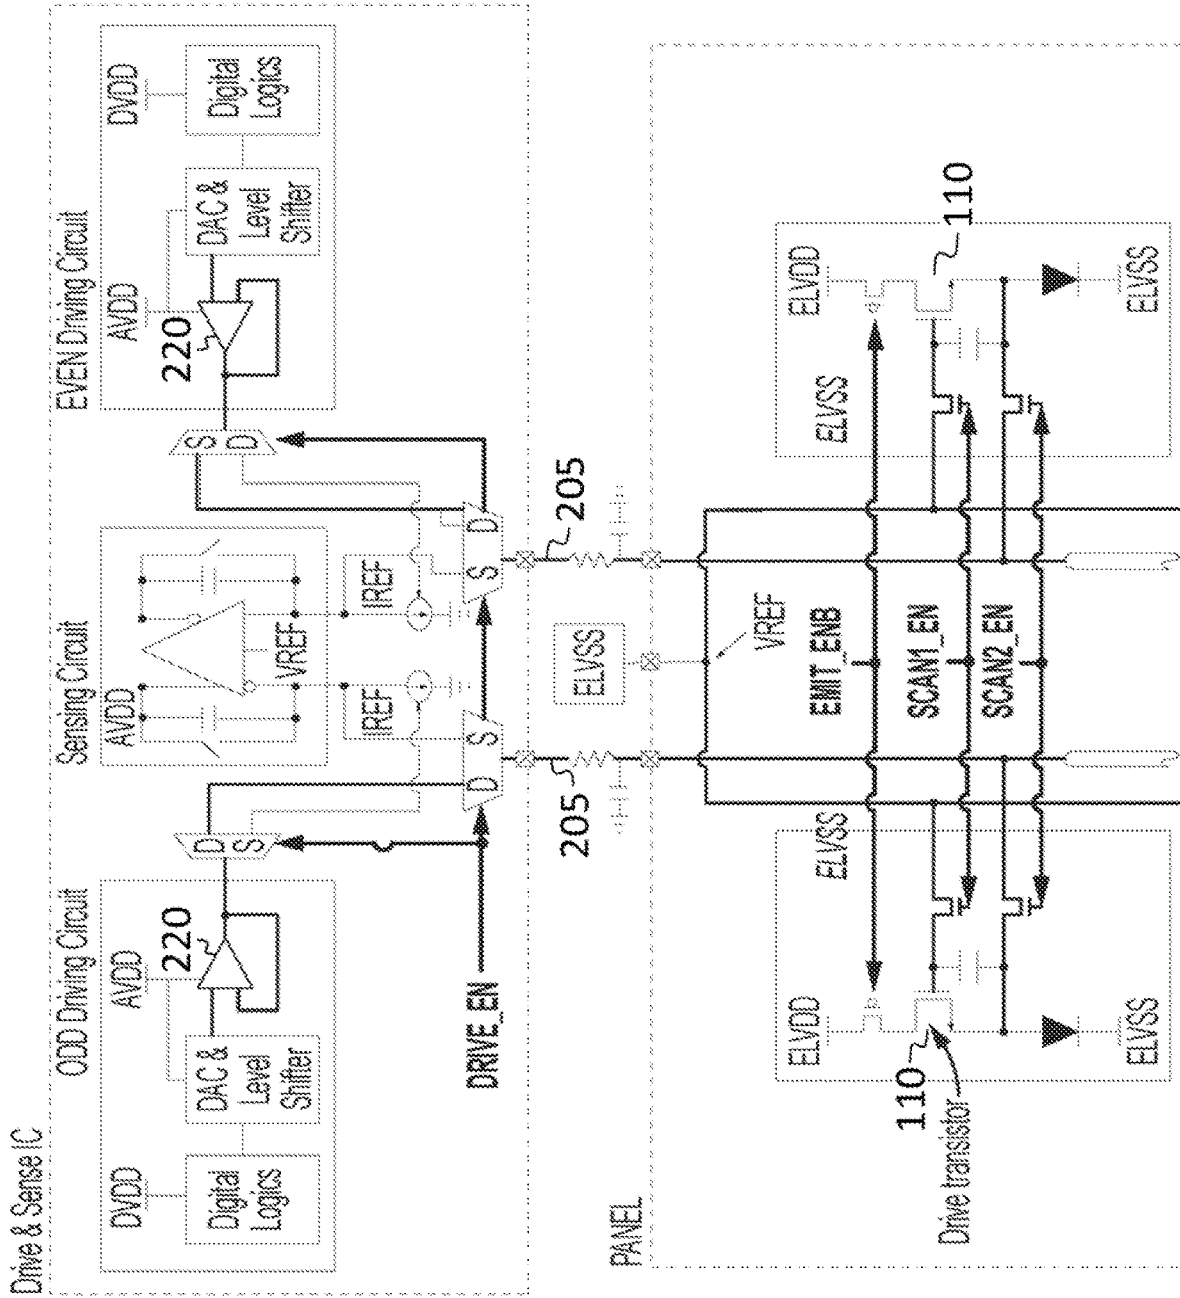 Drive & Sense IC
ODD Driving Circuit
DVDD
Digital
Logics
AVDD
DAC &
Level
Shifter
220
D
S
DRIVE_EN
Sensing Circuit
AVDD
VREF
IREF
IREF
D
S
S
D
EVEN Driving Circuit
S
D
AVDD
220
DAC &
Level
Shifter
DVDD
Digital
Logics
205
ELVSS
205
PANEL
VREF
ELVDD
110
Drive transistor
ELVSS
ELVSS
EMIT_ENB
SCAN1_EN
SCAN2_EN
ELVSS
ELVDD
110
ELVSS